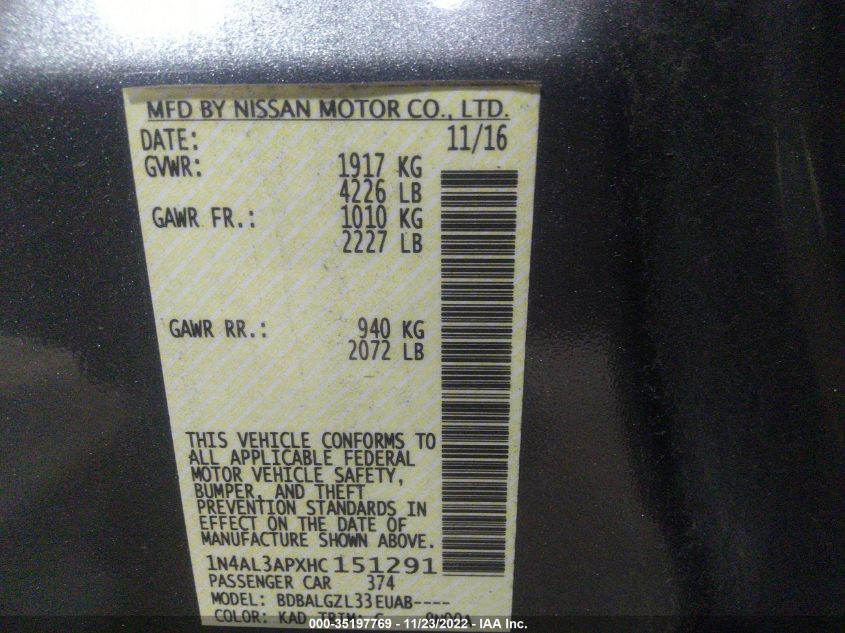 MFD BY NISSAN MOTOR CO., LTD.
DATE: 11/16
GVWR: 1917 KG
4226 LB
GAWR FR.: 1010 KG
2227 LB
GAWR RR.: 940 KG
2072 LB
THIS VEHICLE CONFORMS TO
ALL APPLICABLE FEDERAL
MOTOR VEHICLE SAFETY,
BUMPER, AND THEFT
PREVENTION STANDARDS IN
EFFECT ON THE DATE OF
MANUFACTURE SHOWN ABOVE.
1N4AL3APXHC151291
PASSENGER CAR 374
MODEL: BDBALGZL33EUAB----
COLOR: KAD TRIM: G
000-35197769 - 11/23/2022 - IAA Inc.